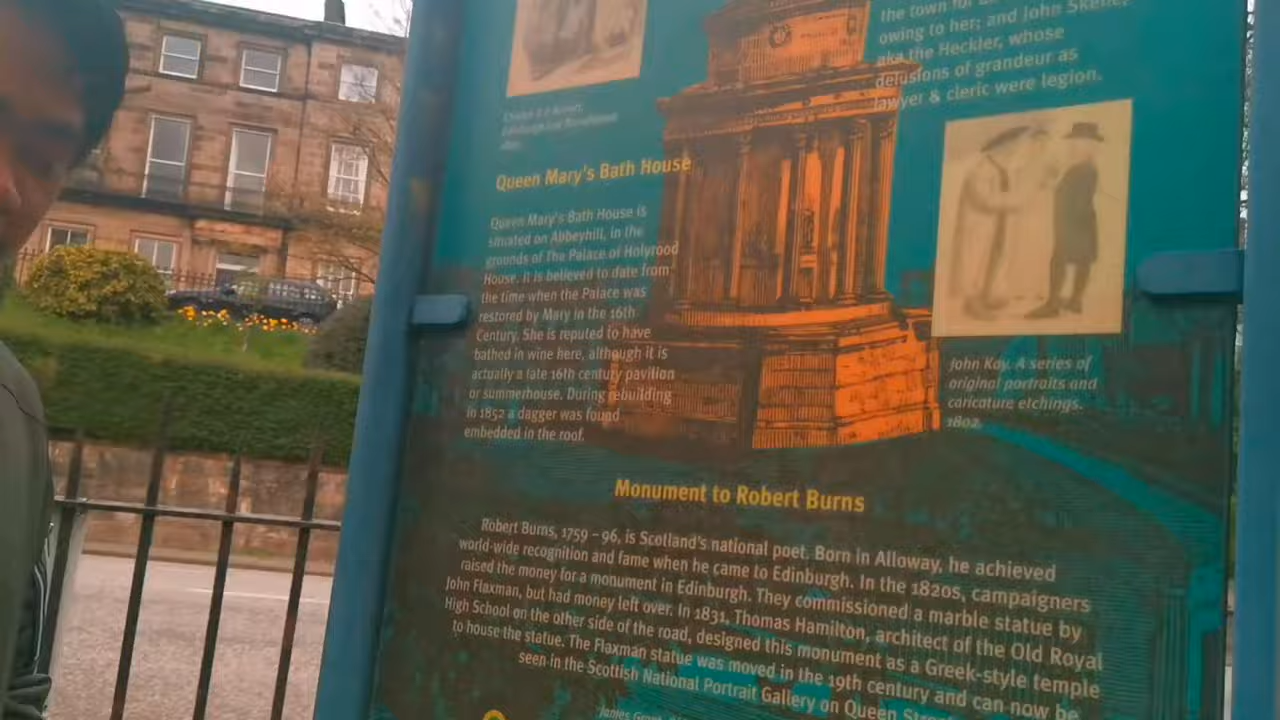 the town for
owing to her; and John Skene,
aka the Heckler, whose
delusions of grandeur as
lawyer & cleric were legion.
Queen Mary's Bath House
Queen Mary's Bath House is
situated on Abbeyhill, in the
grounds of The Palace of Holyrood
House. It is believed to date from
the time when the Palace was
restored by Mary in the 16th
Century. She is reputed to have
bathed in wine here, although it is
actually a late 16th century pavilion
or summerhouse. During rebuilding
in 1852 a dagger was found
embedded in the roof.
John Kay. A series of
original portraits and
caricature etchings.
1802.
Monument to Robert Burns
Robert Burns, 1759 – 96, is Scotland's national poet. Born in Alloway, he achieved
world-wide recognition and fame when he came to Edinburgh. In the 1820s, campaigners
raised the money for a monument in Edinburgh. They commissioned a marble statue by
John Flaxman, but had money left over. In 1831, Thomas Hamilton, architect of the Old Royal
High School on the other side of the road, designed this monument as a Greek-style temple
to house the statue. The Flaxman statue was moved in the 19th century and can now be
seen in the Scottish National Portrait Gallery on Queen
James